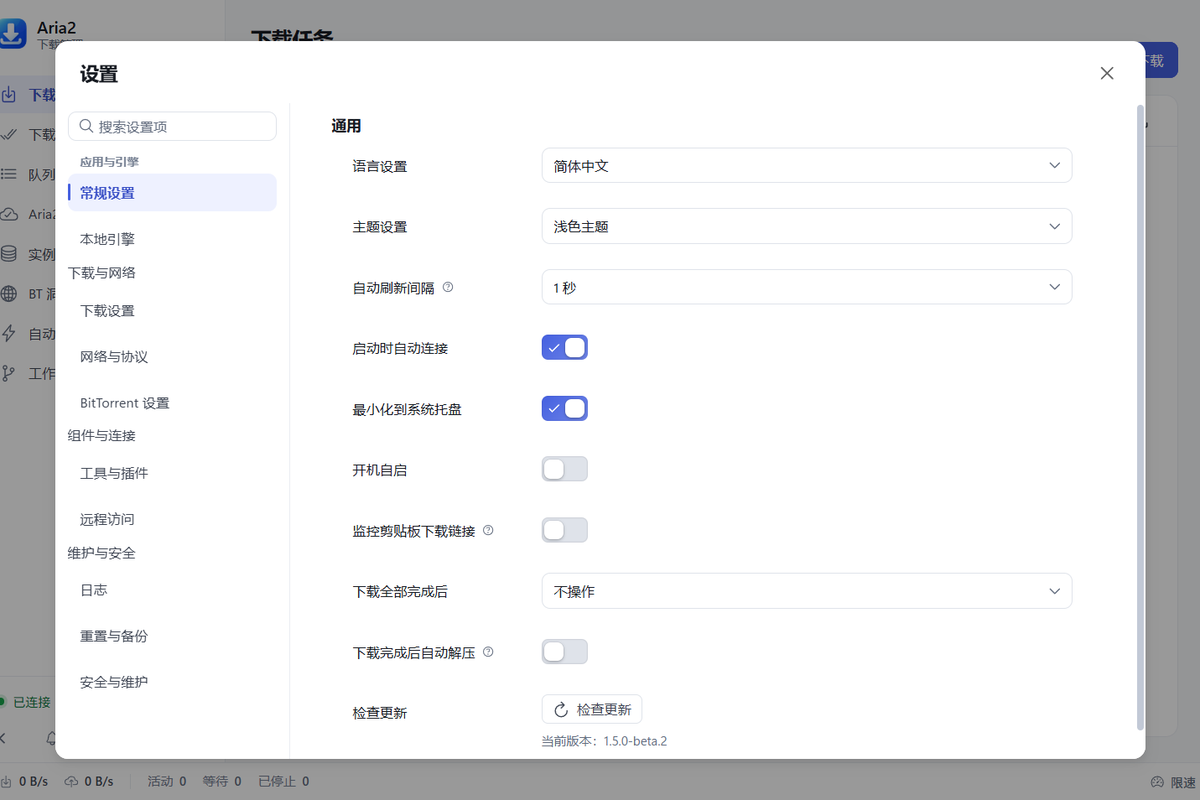 Aria2
下载任务
下载
下载
下载
队列
Aria2
实例
BT
自动
工作
已连接
设置
搜索设置项
应用与引擎
常规设置
本地引擎
下载与网络
下载设置
网络与协议
BitTorrent 设置
组件与连接
工具与插件
远程访问
维护与安全
日志
重置与备份
安全与维护
通用
语言设置 简体中文
主题设置 浅色主题
自动刷新间隔 1 秒
启动时自动连接
最小化到系统托盘
开机自启
监控剪贴板下载链接
下载全部完成后 不操作
下载完成后自动解压
检查更新 检查更新
当前版本：1.5.0-beta.2
0 B/s 0 B/s 活动 0 等待 0 已停止 0 限速